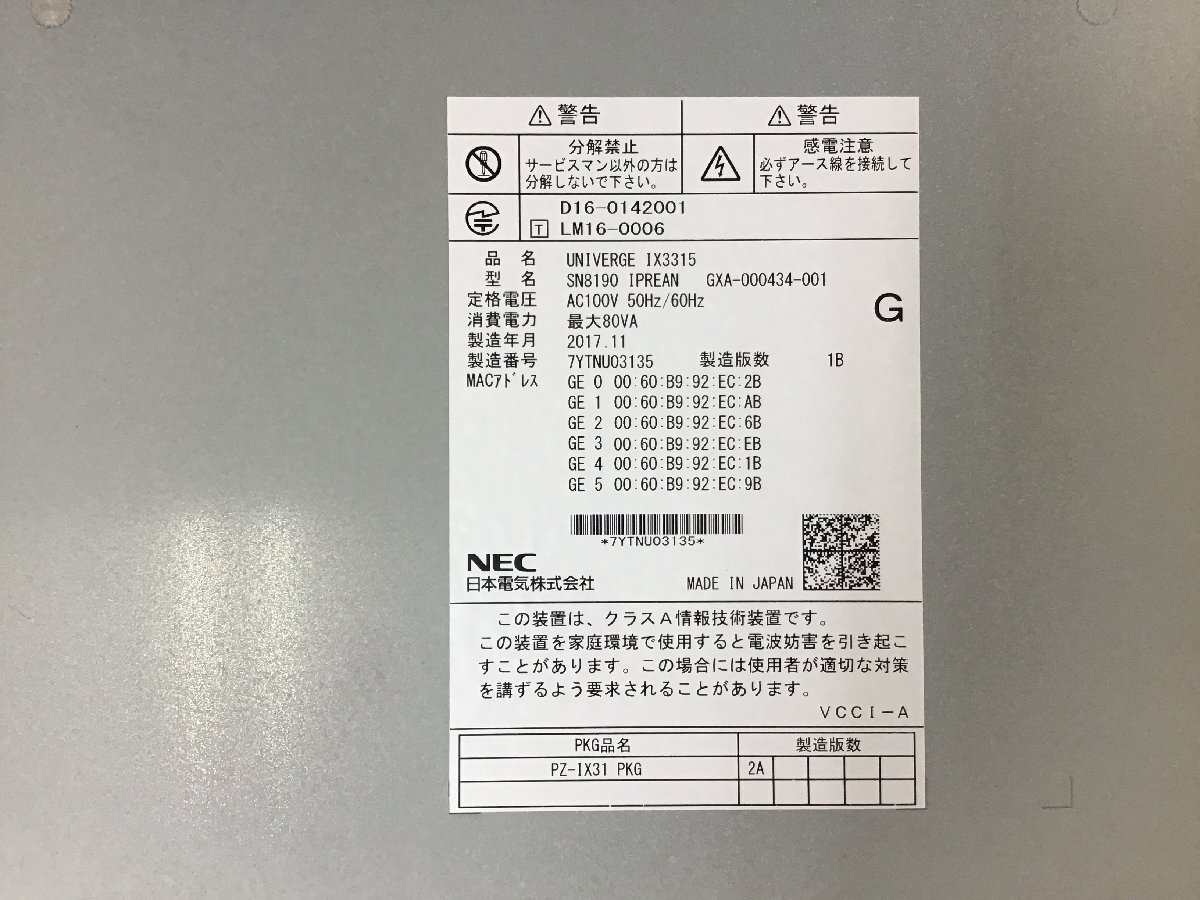 ⚠警告
⚠警告
分解禁止
サービスマン以外の方は
分解しないで下さい。
感電注意
必ずアース線を接続して
下さい。
D16-0142001
T LM16-0006
品 名 UNIVERGE IX3315
型 名 SN8190 IPREAN GXA-000434-001
定格電圧 AC100V 50Hz/60Hz
G
消費電力 最大80VA
製造年月 2017.11
製造番号 7YTNU03135 製造版数 1B
MACｱﾄﾞﾚｽ GE 0 00:60:B9:92:EC:2B
GE 1 00:60:B9:92:EC:AB
GE 2 00:60:B9:92:EC:6B
GE 3 00:60:B9:92:EC:EB
GE 4 00:60:B9:92:EC:1B
GE 5 00:60:B9:92:EC:9B
*7YTNU03135*
NEC
日本電気株式会社 MADE IN JAPAN
この装置は、クラスA情報技術装置です。
この装置を家庭環境で使用すると電波妨害を引き起こ
すことがあります。この場合には使用者が適切な対策
を講ずるよう要求されることがあります。
VCCI-A
PKG品名 製造版数
PZ-IX31 PKG 2A